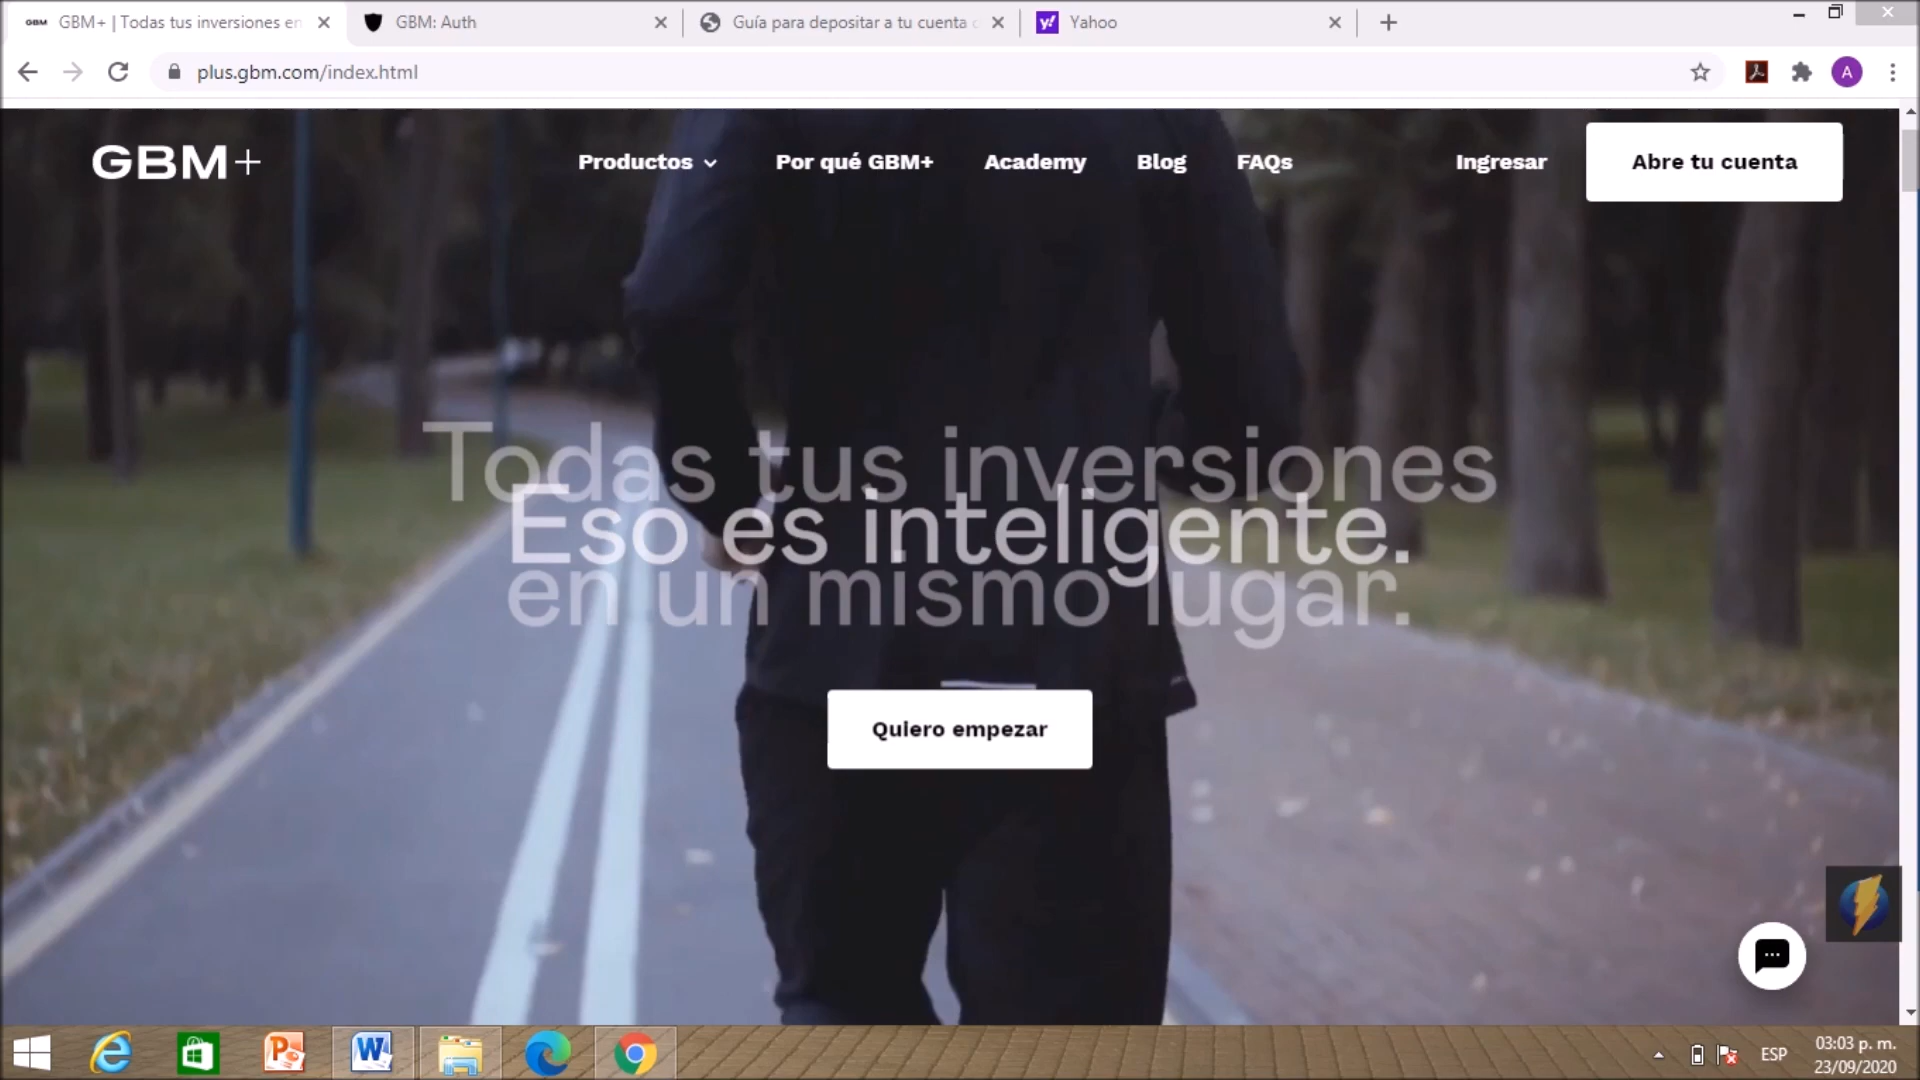 GBM GBM+ | Todas tus inversiones en
GBM: Auth
Guía para depositar a tu cuenta
Yahoo
plus.gbm.com/index.html
A
GBM+
Productos
Por qué GBM+
Academy
Blog
FAQs
Ingresar
Abre tu cuenta
Todas tus inversiones
Eso es inteligente.
en un mismo lugar.
Quiero empezar
ESP
03:03 p. m.
23/09/2020